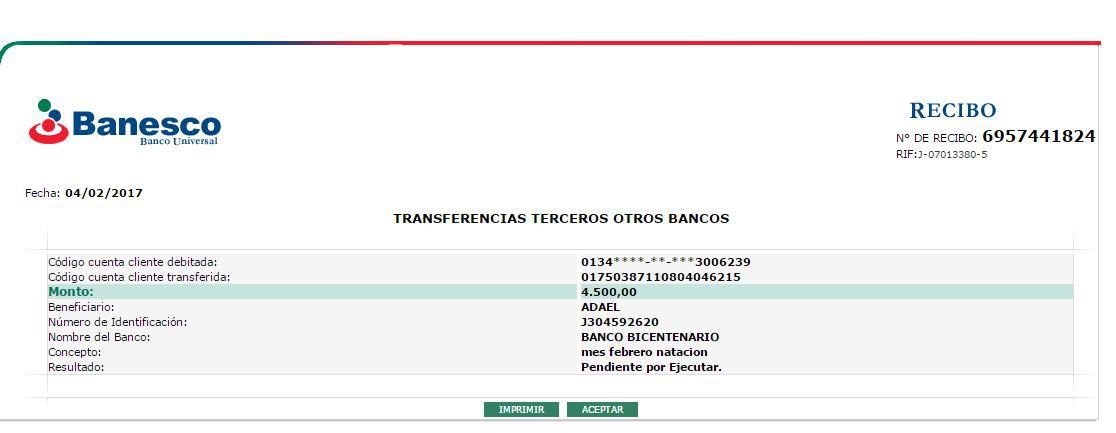 Banesco
Banco Universal
RECIBO
N° DE RECIBO: 6957441824
RIF:J-07013380-5
Fecha: 04/02/2017
TRANSFERENCIAS TERCEROS OTROS BANCOS
Código cuenta cliente debitada: 0134****-**-***3006239
Código cuenta cliente transferida: 01750387110804046215
Monto: 4.500,00
Beneficiario: ADAEL
Número de Identificación: J304592620
Nombre del Banco: BANCO BICENTENARIO
Concepto: mes febrero natacion
Resultado: Pendiente por Ejecutar.
IMPRIMIR ACEPTAR